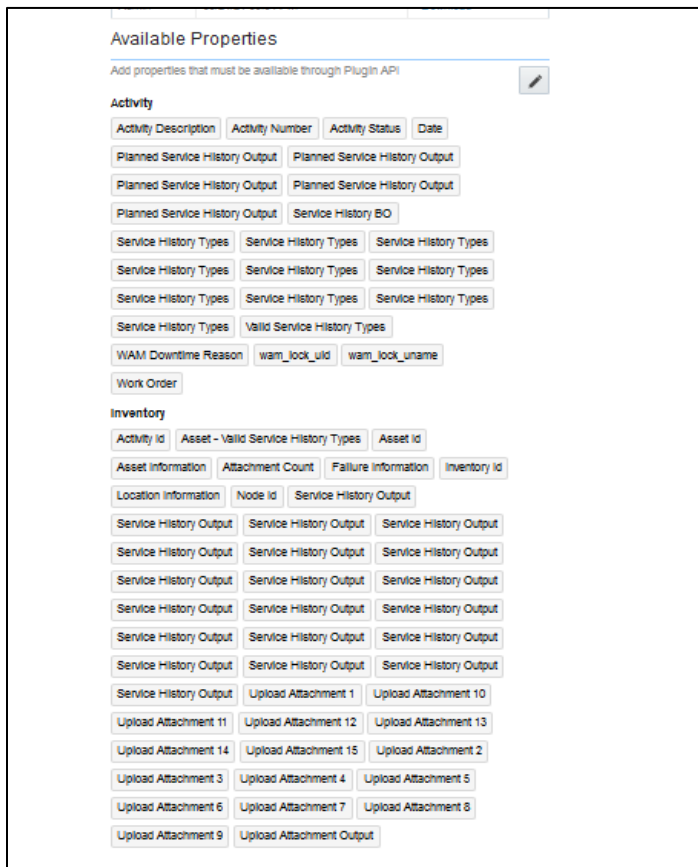 Available Properties
Add properties that must be available through Plugin API
Activity
Activity Description Activity Number Activity Status Date
Planned Service History Output Planned Service History Output
Planned Service History Output Planned Service History Output
Planned Service History Output Service History BO
Service History Types Service History Types Service History Types
Service History Types Service History Types Service History Types
Service History Types Service History Types Service History Types
Service History Types Valid Service History Types
WAM Downtime Reason wam_lock_uid wam_lock_uname
Work Order
Inventory
Activity Id Asset - Valid Service History Types Asset Id
Asset Information Attachment Count Failure Information Inventory Id
Location Information Node Id Service History Output
Service History Output Service History Output Service History Output
Service History Output Service History Output Service History Output
Service History Output Service History Output Service History Output
Service History Output Service History Output Service History Output
Service History Output Service History Output Service History Output
Service History Output Service History Output Service History Output
Service History Output Upload Attachment 1 Upload Attachment 10
Upload Attachment 11 Upload Attachment 12 Upload Attachment 13
Upload Attachment 14 Upload Attachment 15 Upload Attachment 2
Upload Attachment 3 Upload Attachment 4 Upload Attachment 5
Upload Attachment 6 Upload Attachment 7 Upload Attachment 8
Upload Attachment 9 Upload Attachment Output